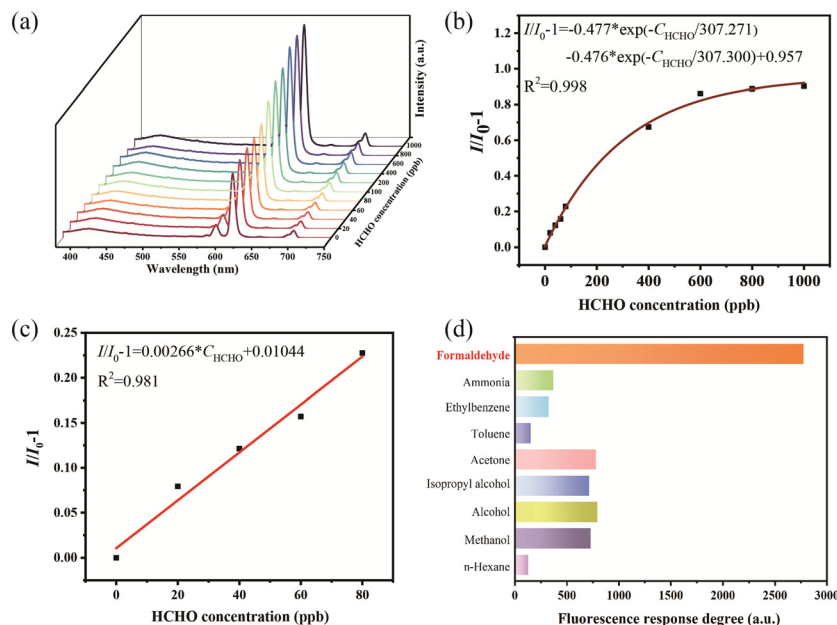 (a)
Intensity (a.u.)
1000
800
600
400
200
100
80
60
40
20
0
HCHO concentration (ppb)
400 450 500 550 600 650 700 750
Wavelength (nm)
(b)
I/I0-1=-0.477*exp(-CHCHO/307.271)
-0.476*exp(-CHCHO/307.300)+0.957
R2=0.998
1.2
1.0
0.8
0.6
0.4
0.2
0.0
I/I0-1
0 200 400 600 800 1000
HCHO concentration (ppb)
(c)
I/I0-1=0.00266*CHCHO+0.01044
R2=0.981
0.25
0.20
0.15
0.10
0.05
0.00
I/I0-1
0 20 40 60 80
HCHO concentration (ppb)
(d)
Formaldehyde
Ammonia
Ethylbenzene
Toluene
Acetone
Isopropyl alcohol
Alcohol
Methanol
n-Hexane
0 500 1000 1500 2000 2500 3000
Fluorescence response degree (a.u.)